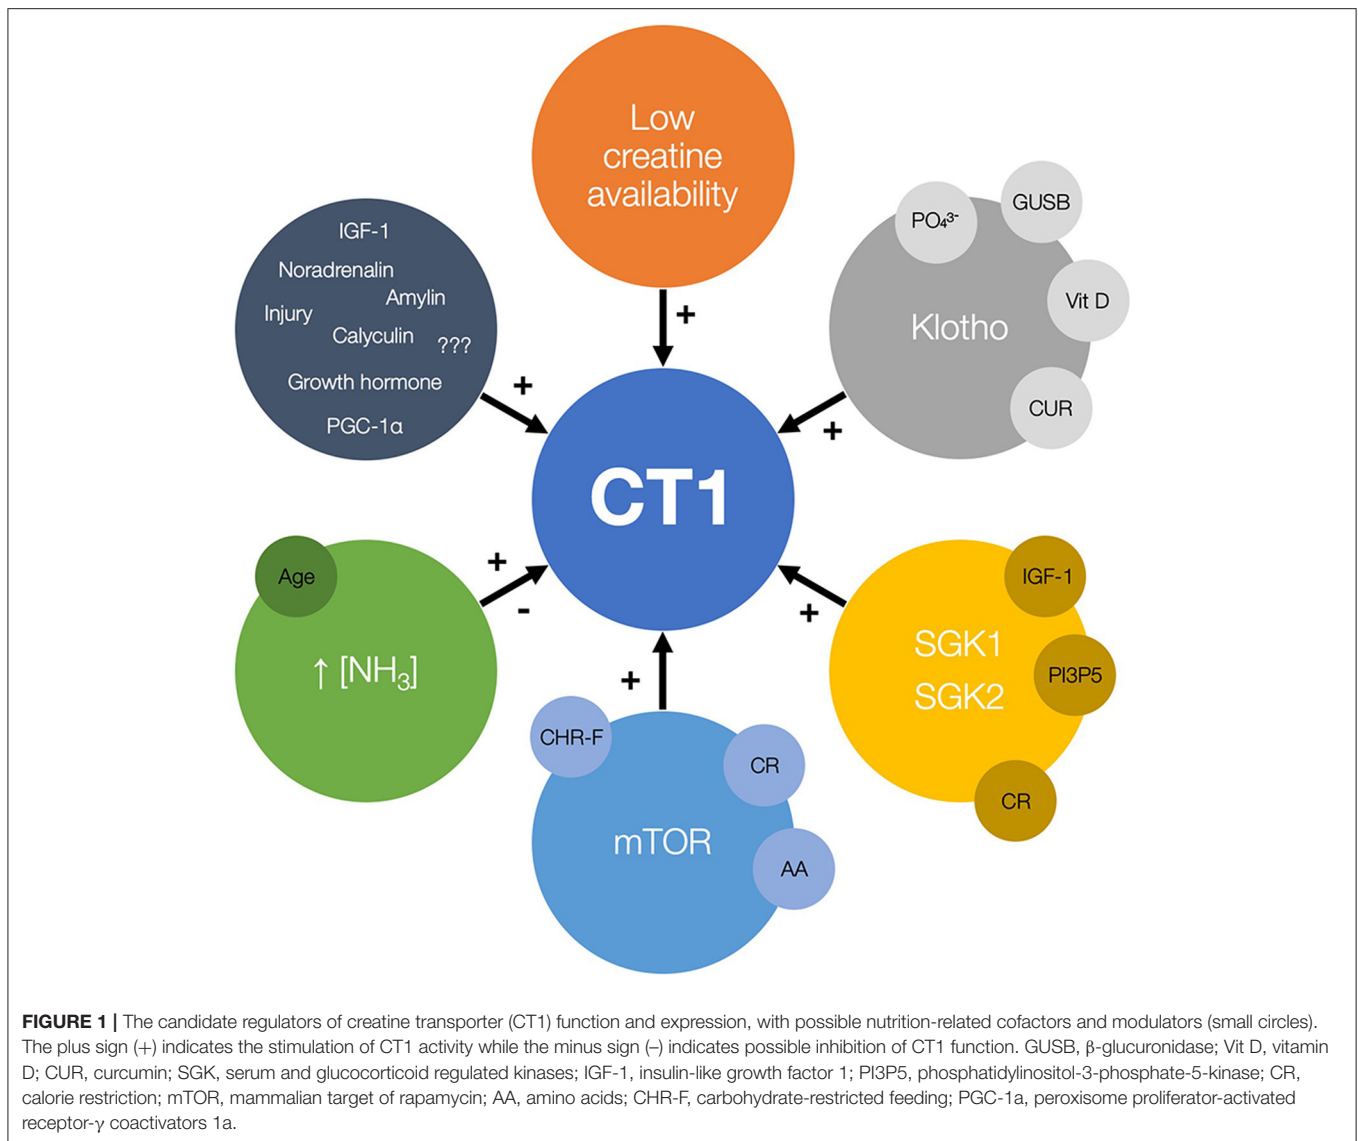 Low
creatine
availability
+
IGF-1
Noradrenalin
Amylin
Injury
Calyculin
???
Growth hormone
PGC-1α
+
PO₄³⁻
GUSB
Vit D
Klotho
CUR
+
CT1
Age
↑ [NH₃]
+
-
IGF-1
SGK1
PI3P5
SGK2
CR
+
+
CHR-F
CR
mTOR
AA
FIGURE 1 | The candidate regulators of creatine transporter (CT1) function and expression, with possible nutrition-related cofactors and modulators (small circles).
The plus sign (+) indicates the stimulation of CT1 activity while the minus sign (–) indicates possible inhibition of CT1 function. GUSB, β-glucuronidase; Vit D, vitamin
D; CUR, curcumin; SGK, serum and glucocorticoid regulated kinases; IGF-1, insulin-like growth factor 1; PI3P5, phosphatidylinositol-3-phosphate-5-kinase; CR,
calorie restriction; mTOR, mammalian target of rapamycin; AA, amino acids; CHR-F, carbohydrate-restricted feeding; PGC-1a, peroxisome proliferator-activated
receptor-γ coactivators 1a.